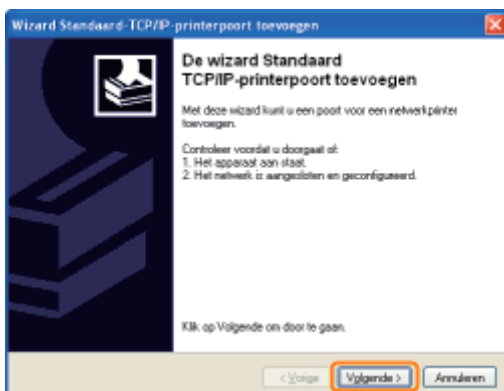 Wizard Standaard-TCP/IP-printerpoort toevoegen
De wizard Standaard
TCP/IP-printerpoort toevoegen
Met deze wizard kunt u een poort voor een netwerkprinter
toevoegen.
Controleer voordat u doorgaat of:
1. Het apparaat aan staat.
2. Het netwerk is aangesloten en geconfigureerd.
Klik op Volgende om door te gaan.
< Vorige
Volgende >
Annuleren